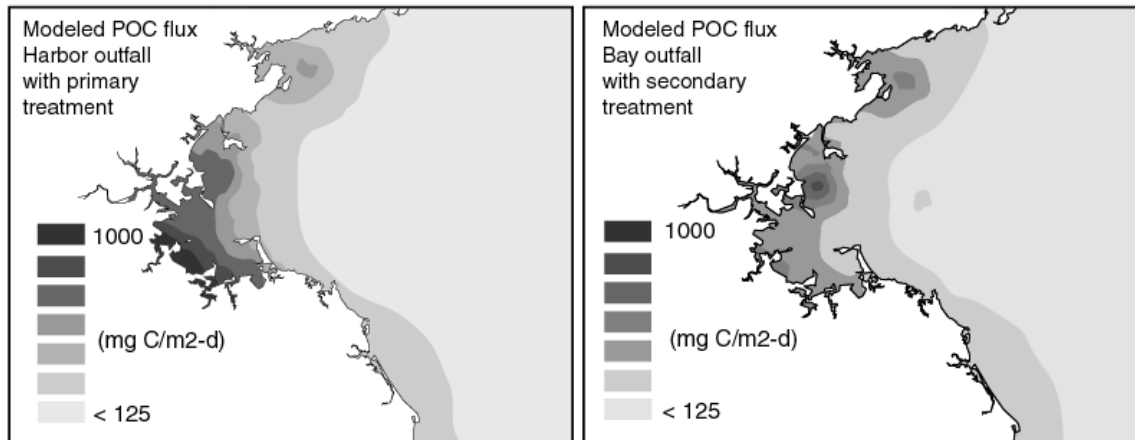 Modeled POC flux
Harbor outfall
with primary
treatment
1000
(mg C/m2-d)
< 125
Modeled POC flux
Bay outfall
with secondary
treatment
1000
(mg C/m2-d)
< 125